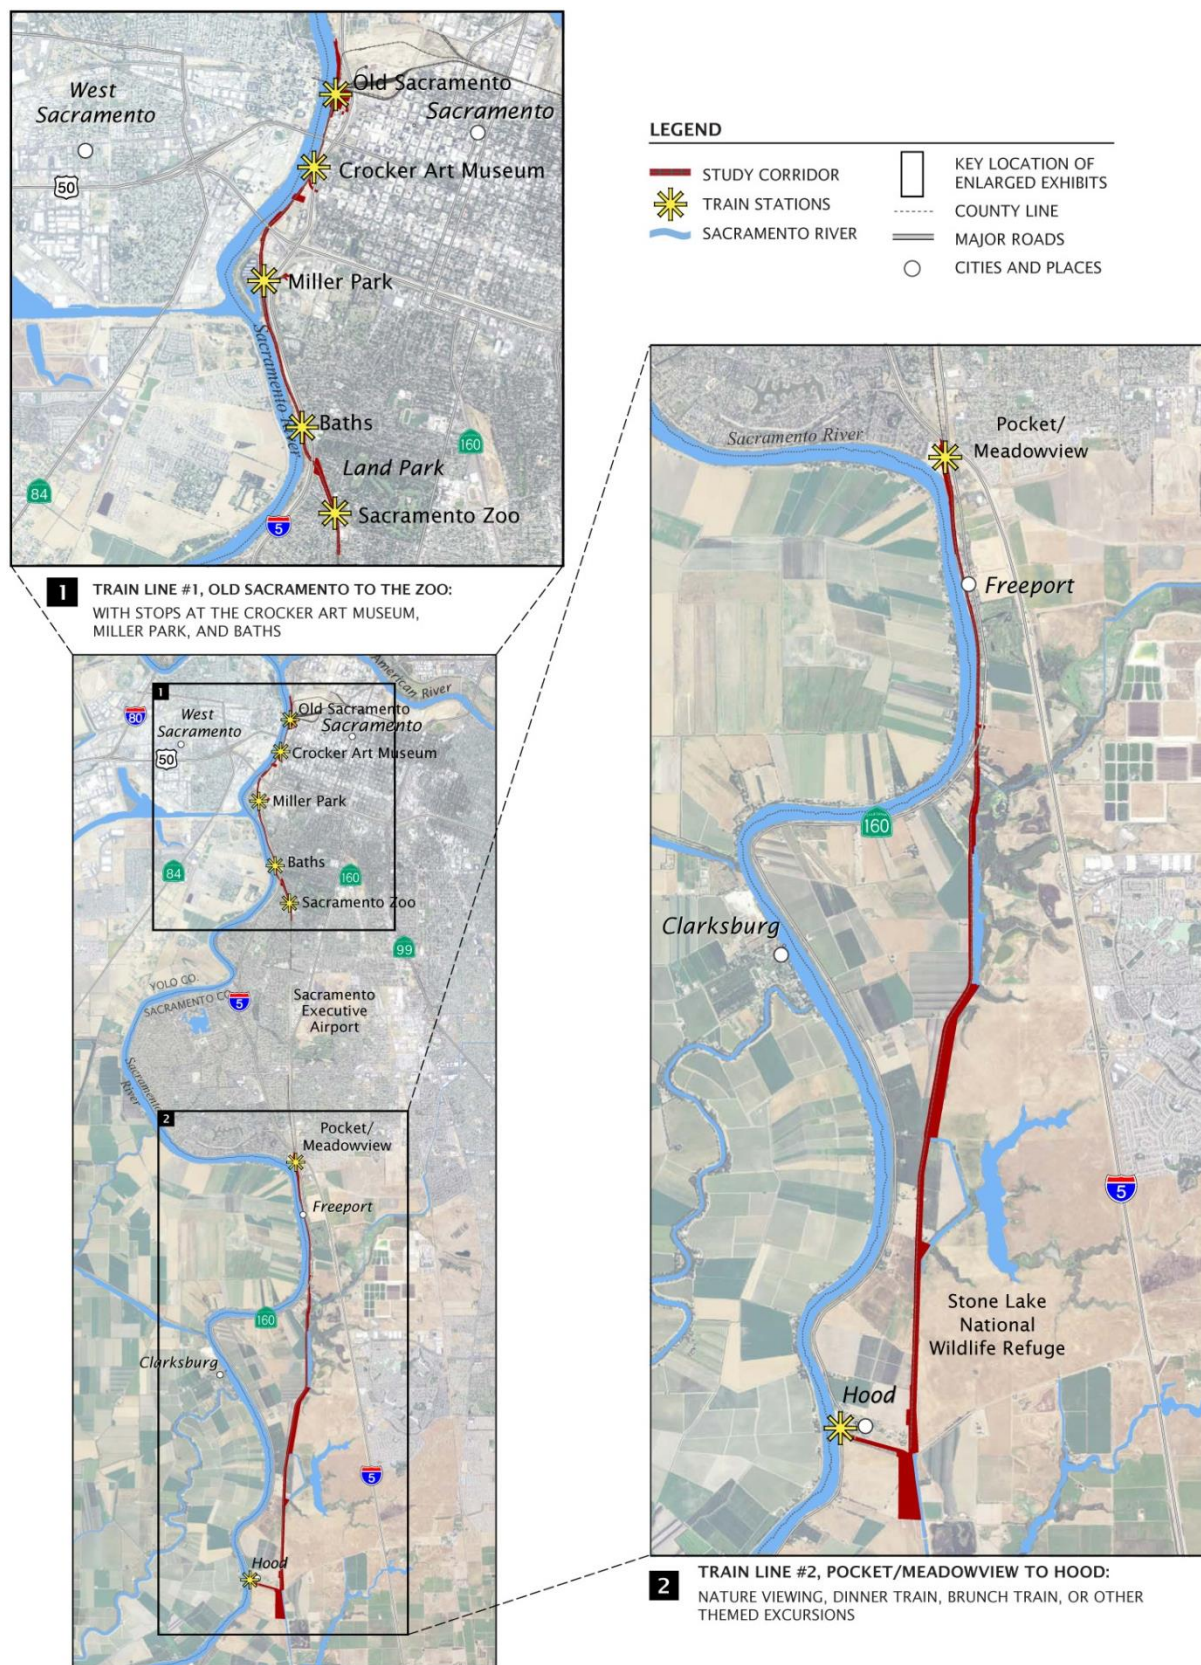 Old Sacramento
West
Sacramento
Sacramento
Crocker Art Museum
50
Miller Park
Sacramento River
Baths
160
Land Park
84
Sacramento Zoo
5
1
TRAIN LINE #1, OLD SACRAMENTO TO THE ZOO:
WITH STOPS AT THE CROCKER ART MUSEUM,
MILLER PARK, AND BATHS
LEGEND
STUDY CORRIDOR
TRAIN STATIONS
SACRAMENTO RIVER
KEY LOCATION OF
ENLARGED EXHIBITS
COUNTY LINE
MAJOR ROADS
CITIES AND PLACES
American River
1
80
Old Sacramento
West
Sacramento
Sacramento
50
Crocker Art Museum
Miller Park
Baths
84
160
Sacramento Zoo
99
YOLO CO.
SACRAMENTO CO.
5
Sacramento
Executive
Airport
Sacramento
River
2
Pocket/
Meadowview
Freeport
160
Clarksburg
5
Hood
Sacramento River
Pocket/
Meadowview
Freeport
160
Clarksburg
5
Stone Lake
National
Wildlife Refuge
Hood
2
TRAIN LINE #2, POCKET/MEADOWVIEW TO HOOD:
NATURE VIEWING, DINNER TRAIN, BRUNCH TRAIN, OR OTHER
THEMED EXCURSIONS